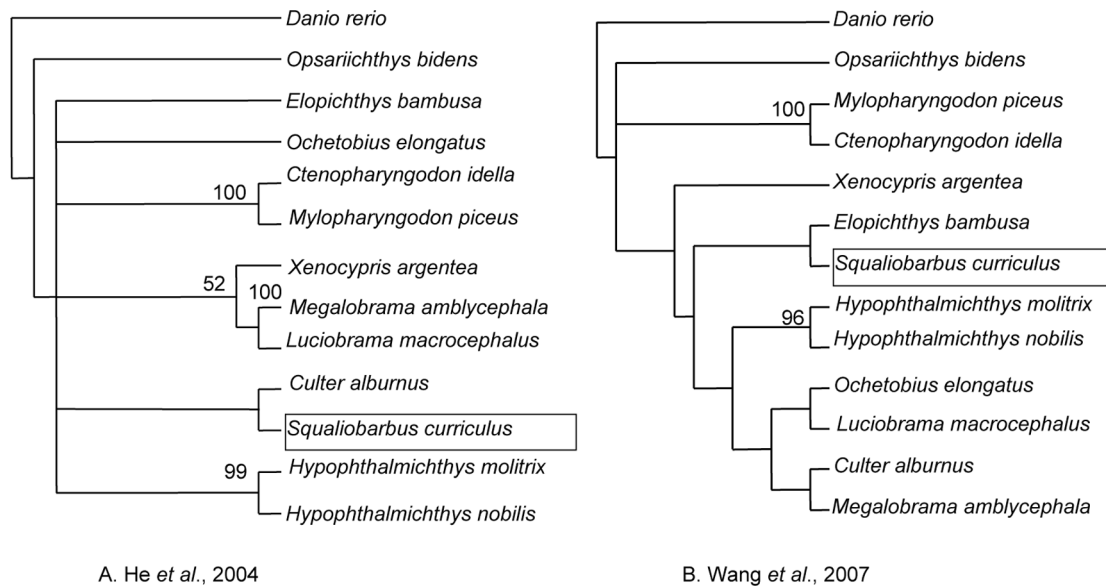 Danio rerio
Opsariichthys bidens
Elopichthys bambusa
Ochetobius elongatus
Ctenopharyngodon idella
100
Mylopharyngodon piceus
Xenocypris argentea
52
100
Megalobrama amblycephala
Luciobrama macrocephalus
Culter alburnus
Squaliobarbus curriculus
Hypophthalmichthys molitrix
99
Hypophthalmichthys nobilis
A. He et al., 2004
Danio rerio
Opsariichthys bidens
Mylopharyngodon piceus
100
Ctenopharyngodon idella
Xenocypris argentea
Elopichthys bambusa
Squaliobarbus curriculus
Hypophthalmichthys molitrix
96
Hypophthalmichthys nobilis
Ochetobius elongatus
Luciobrama macrocephalus
Culter alburnus
Megalobrama amblycephala
B. Wang et al., 2007